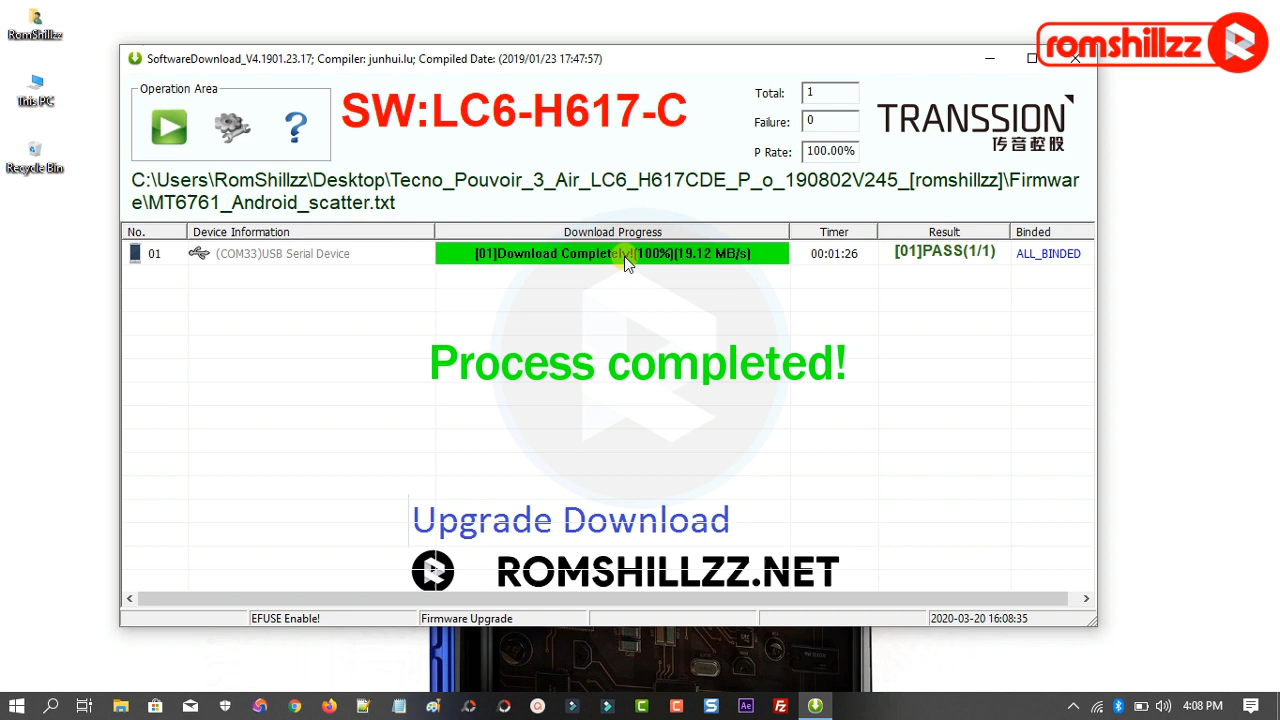 RomShillzz
This PC
Recycle Bin
romshillzz
SoftwareDownload_V4.1901.23.17; Compiler: junhui.lu; Compiled Date: (2019/01/23 17:47:57)
Operation Area
SW:LC6-H617-C
Total: 1
Failure: 0
P Rate: 100.00%
TRANSSION
传音控股
C:\Users\RomShillzz\Desktop\Tecno_Pouvoir_3_Air_LC6_H617CDE_P_o_190802V245_[romshillzz]\Firmwar
e\MT6761_Android_scatter.txt
No. Device Information Download Progress Timer Result Binded
01 (COM33)USB Serial Device [01]Download Completely![100%][19.12 MB/s) 00:01:26 [01]PASS(1/1) ALL_BINDED
Process completed!
Upgrade Download
ROMSHILLZZ.NET
EFUSE Enable! Firmware Upgrade 2020-03-20 16:08:35
4:08 PM